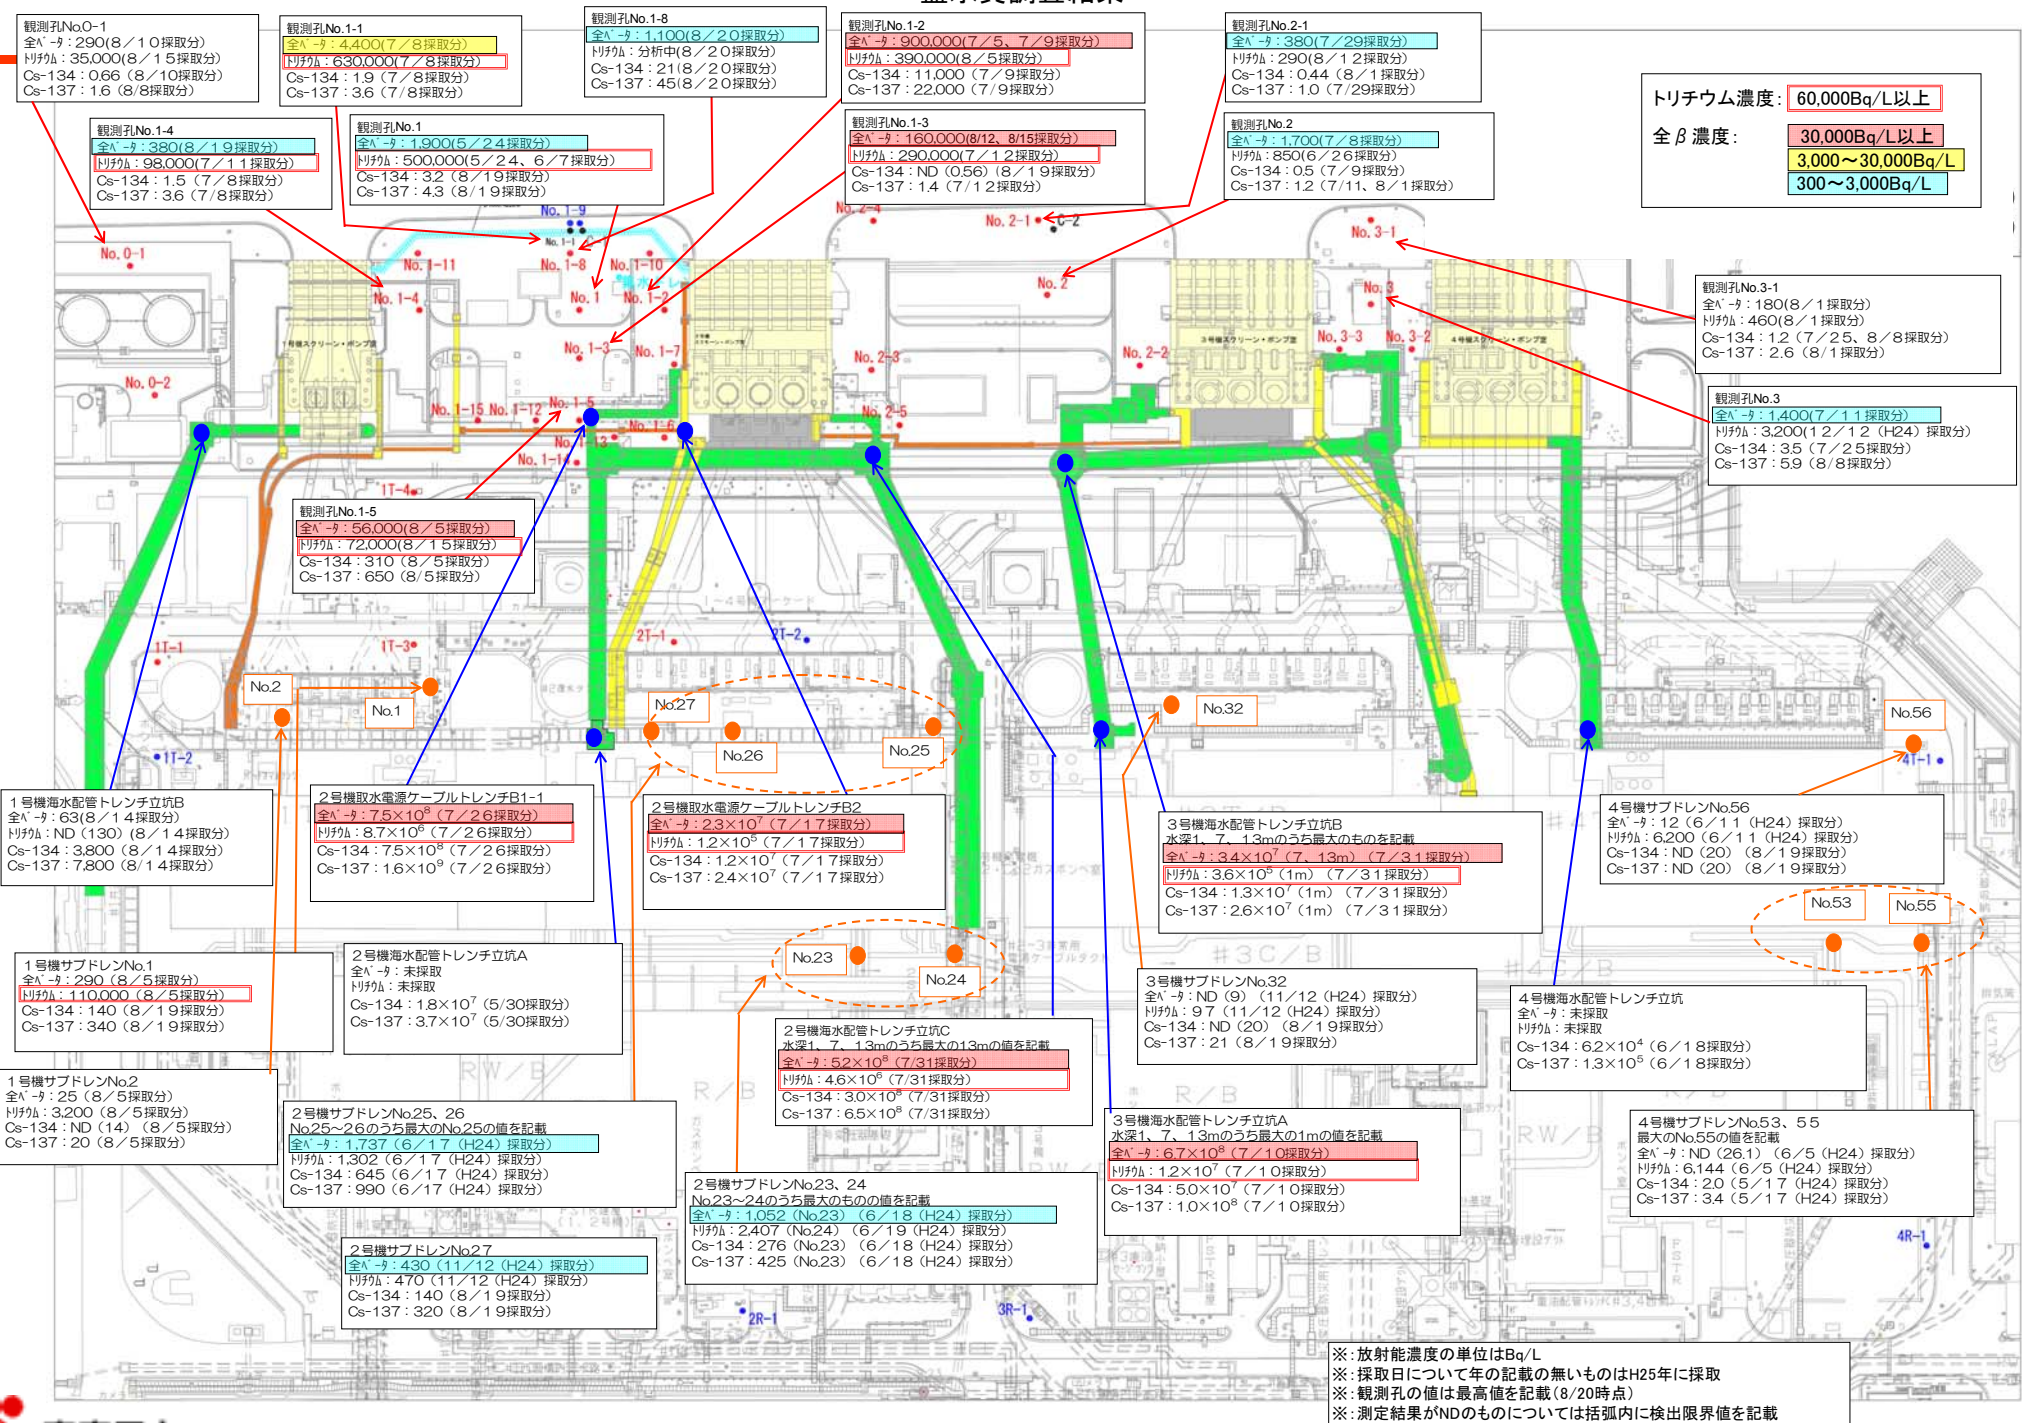 観測孔No.0-1
全ベータ：290(8／10採取分)
トリチウム：35,000(8／15採取分)
Cs-134：0.66（8／10採取分）
Cs-137：1.6（8/8採取分）
観測孔No.1-1
全ベータ：4,400(7／8採取分)
トリチウム：630,000(7／8採取分)
Cs-134：1.9（7／8採取分）
Cs-137：3.6（7/8採取分）
観測孔No.1-8
全ベータ：1,100(8／20採取分)
トリチウム：分析中(8／20採取分)
Cs-134：21(8／20採取分)
Cs-137：45(8／20採取分)
観測孔No.1-2
全ベータ：900,000(7／5、7／9採取分)
トリチウム：390,000(8／5採取分)
Cs-134：11,000（7／9採取分）
Cs-137：22,000（7/9採取分）
観測孔No.2-1
全ベータ：380(7／29採取分)
トリチウム：290(8／12採取分)
Cs-134：0.44（8／1採取分）
Cs-137：1.0（7/29採取分）
トリチウム濃度：
60,000Bq/L以上
全β濃度：
30,000Bq/L以上
3,000～30,000Bq/L
300～3,000Bq/L
観測孔No.1-4
全ベータ：380(8／19採取分)
トリチウム：98,000(7／11採取分)
Cs-134：1.5（7／8採取分）
Cs-137：3.6（7/8採取分）
観測孔No.1
全ベータ：1,900(5／24採取分)
トリチウム：500,000(5／24、6／7採取分)
Cs-134：3.2（8／19採取分）
Cs-137：4.3（8/19採取分）
観測孔No.1-3
全ベータ：160,000(8/12、8/15採取分)
トリチウム：290,000(7／12採取分)
Cs-134：ND（0.56）(8／19採取分)
Cs-137：1.4（7/12採取分）
観測孔No.2
全ベータ：1,700(7／8採取分)
トリチウム：850(6／26採取分)
Cs-134：0.5（7／9採取分）
Cs-137：1.2（7/11、8／1採取分）
No. 0-1
No. 0-2
No. 1-9
No. 1-1
No. 1-11
No. 1-8
No. 1-10
No. 1-4
No. 1
No. 1-2
No. 1-3
No. 1-7
No. 2-4
No. 2-1
C-2
No. 2
No. 2-3
No. 2-2
No. 3-1
No. 3
No. 3-3
No. 3-2
1号機スクリーン・ポンプ室
3号機スクリーン・ポンプ室
4号機スクリーン・ポンプ室
No. 1-15
No. 1-12
No. 1-5
No. 1-13
No. 1-6
No. 1-14
No. 2-5
観測孔No.3-1
全ベータ：180(8／1採取分)
トリチウム：460(8／1採取分)
Cs-134：1.2（7／25、8／8採取分）
Cs-137：2.6（8/1採取分）
観測孔No.3
全ベータ：1,400(7／11採取分)
トリチウム：3,200(12／12（H24）採取分)
Cs-134：3.5（7／25採取分）
Cs-137：5.9（8/8採取分）
観測孔No.1-5
全ベータ：56,000(8／5採取分)
トリチウム：72,000(8／15採取分)
Cs-134：310（8／5採取分）
Cs-137：650（8/5採取分）
1T-4
1T-1
1T-3
2T-1
2T-2
1T-2
4T-1
No.2
No.1
No.27
No.26
No.25
No.32
No.56
1号機海水配管トレンチ立坑B
全ベータ：63(8／14採取分)
トリチウム：ND（130）(8／14採取分)
Cs-134：3,800（8／14採取分）
Cs-137：7,800（8/14採取分）
2号機取水電源ケーブルトレンチB1-1
全ベータ：7.5×10⁸（7／26採取分）
トリチウム：8.7×10⁶（7／26採取分）
Cs-134：7.5×10⁸（7／26採取分）
Cs-137：1.6×10⁹（7／26採取分）
2号機取水電源ケーブルトレンチB2
全ベータ：2.3×10⁷（7／17採取分）
トリチウム：1.2×10⁵（7／17採取分）
Cs-134：1.2×10⁷（7／17採取分）
Cs-137：2.4×10⁷（7／17採取分）
3号機海水配管トレンチ立坑B
水深1、7、13mのうち最大のものを記載
全ベータ：3.4×10⁷（7、13m）（7／31採取分）
トリチウム：3.6×10⁵（1m）（7／31採取分）
Cs-134：1.3×10⁷（1m）（7／31採取分）
Cs-137：2.6×10⁷（1m）（7／31採取分）
4号機サブドレンNo.56
全ベータ：12（6／11（H24）採取分）
トリチウム：6,200（6／11（H24）採取分）
Cs-134：ND（20）（8／19採取分）
Cs-137：ND（20）（8／19採取分）
No.53
No.55
No.23
No.24
1号機サブドレンNo.1
全ベータ：290（8／5採取分）
トリチウム：110,000（8／5採取分）
Cs-134：140（8／19採取分）
Cs-137：340（8／19採取分）
2号機海水配管トレンチ立坑A
全ベータ：未採取
トリチウム：未採取
Cs-134：1.8×10⁷（5/30採取分）
Cs-137：3.7×10⁷（5/30採取分）
2号機海水配管トレンチ立坑C
水深1、7、13mのうち最大の13mの値を記載
全ベータ：5.2×10⁸（7/31採取分）
トリチウム：4.6×10⁶（7/31採取分）
Cs-134：3.0×10⁸（7/31採取分）
Cs-137：6.5×10⁸（7/31採取分）
3号機サブドレンNo.32
全ベータ：ND（9）（11／12（H24）採取分）
トリチウム：97（11／12（H24）採取分）
Cs-134：ND（20）（8／19採取分）
Cs-137：21（8／19採取分）
4号機海水配管トレンチ立坑
全ベータ：未採取
トリチウム：未採取
Cs-134：6.2×10⁴（6／18採取分）
Cs-137：1.3×10⁵（6／18採取分）
1号機サブドレンNo.2
全ベータ：25（8／5採取分）
トリチウム：3,200（8／5採取分）
Cs-134：ND（14）（8／5採取分）
Cs-137：20（8／5採取分）
2号機サブドレンNo.25、26
No.25～26のうち最大のNo.25の値を記載
全ベータ：1,737（6／17（H24）採取分）
トリチウム：1,302（6／17（H24）採取分）
Cs-134：645（6／17（H24）採取分）
Cs-137：990（6／17（H24）採取分）
2号機サブドレンNo.23、24
No.23～24のうち最大のものの値を記載
全ベータ：1,052（No.23）（6／18（H24）採取分）
トリチウム：2,407（No.24）（6／19（H24）採取分）
Cs-134：276（No.23）（6／18（H24）採取分）
Cs-137：425（No.23）（6／18（H24）採取分）
3号機海水配管トレンチ立坑A
水深1、7、13mのうち最大の1mの値を記載
全ベータ：6.7×10⁸（7／10採取分）
トリチウム：1.2×10⁷（7／10採取分）
Cs-134：5.0×10⁷（7／10採取分）
Cs-137：1.0×10⁸（7／10採取分）
4号機サブドレンNo.53、55
最大のNo.55の値を記載
全ベータ：ND（26.1）（6／5（H24）採取分）
トリチウム：6,144（6／5（H24）採取分）
Cs-134：2.0（5／17（H24）採取分）
Cs-137：3.4（5／17（H24）採取分）
2号機サブドレンNo.27
全ベータ：430（11／12（H24）採取分）
トリチウム：470（11／12（H24）採取分）
Cs-134：140（8／19採取分）
Cs-137：320（8／19採取分）
RW/B
R/B
#3C/B
R/B
RW/B
2R-1
3R-1
4R-1
※：放射能濃度の単位はBq/L
※：採取日について年の記載の無いものはH25年に採取
※：観測孔の値は最高値を記載(8/20時点)
※：測定結果がNDのものについては括弧内に検出限界値を記載